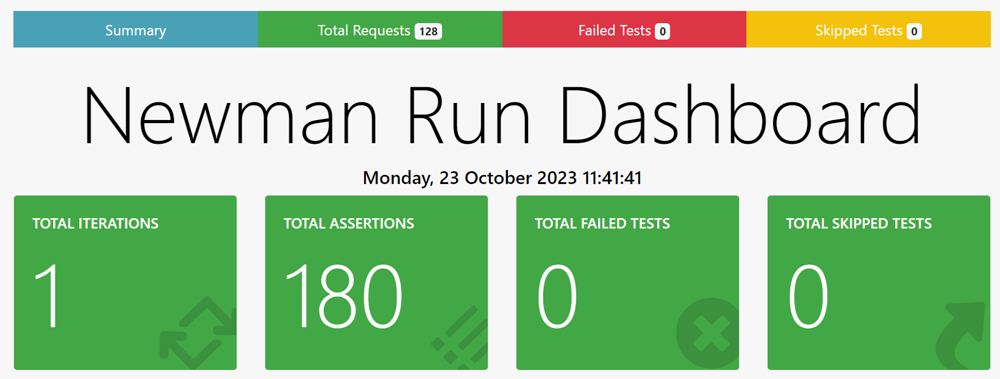 Summary
Total Requests 128
Failed Tests 0
Skipped Tests 0
Newman Run Dashboard
Monday, 23 October 2023 11:41:41
TOTAL ITERATIONS
1
TOTAL ASSERTIONS
180
TOTAL FAILED TESTS
0
TOTAL SKIPPED TESTS
0